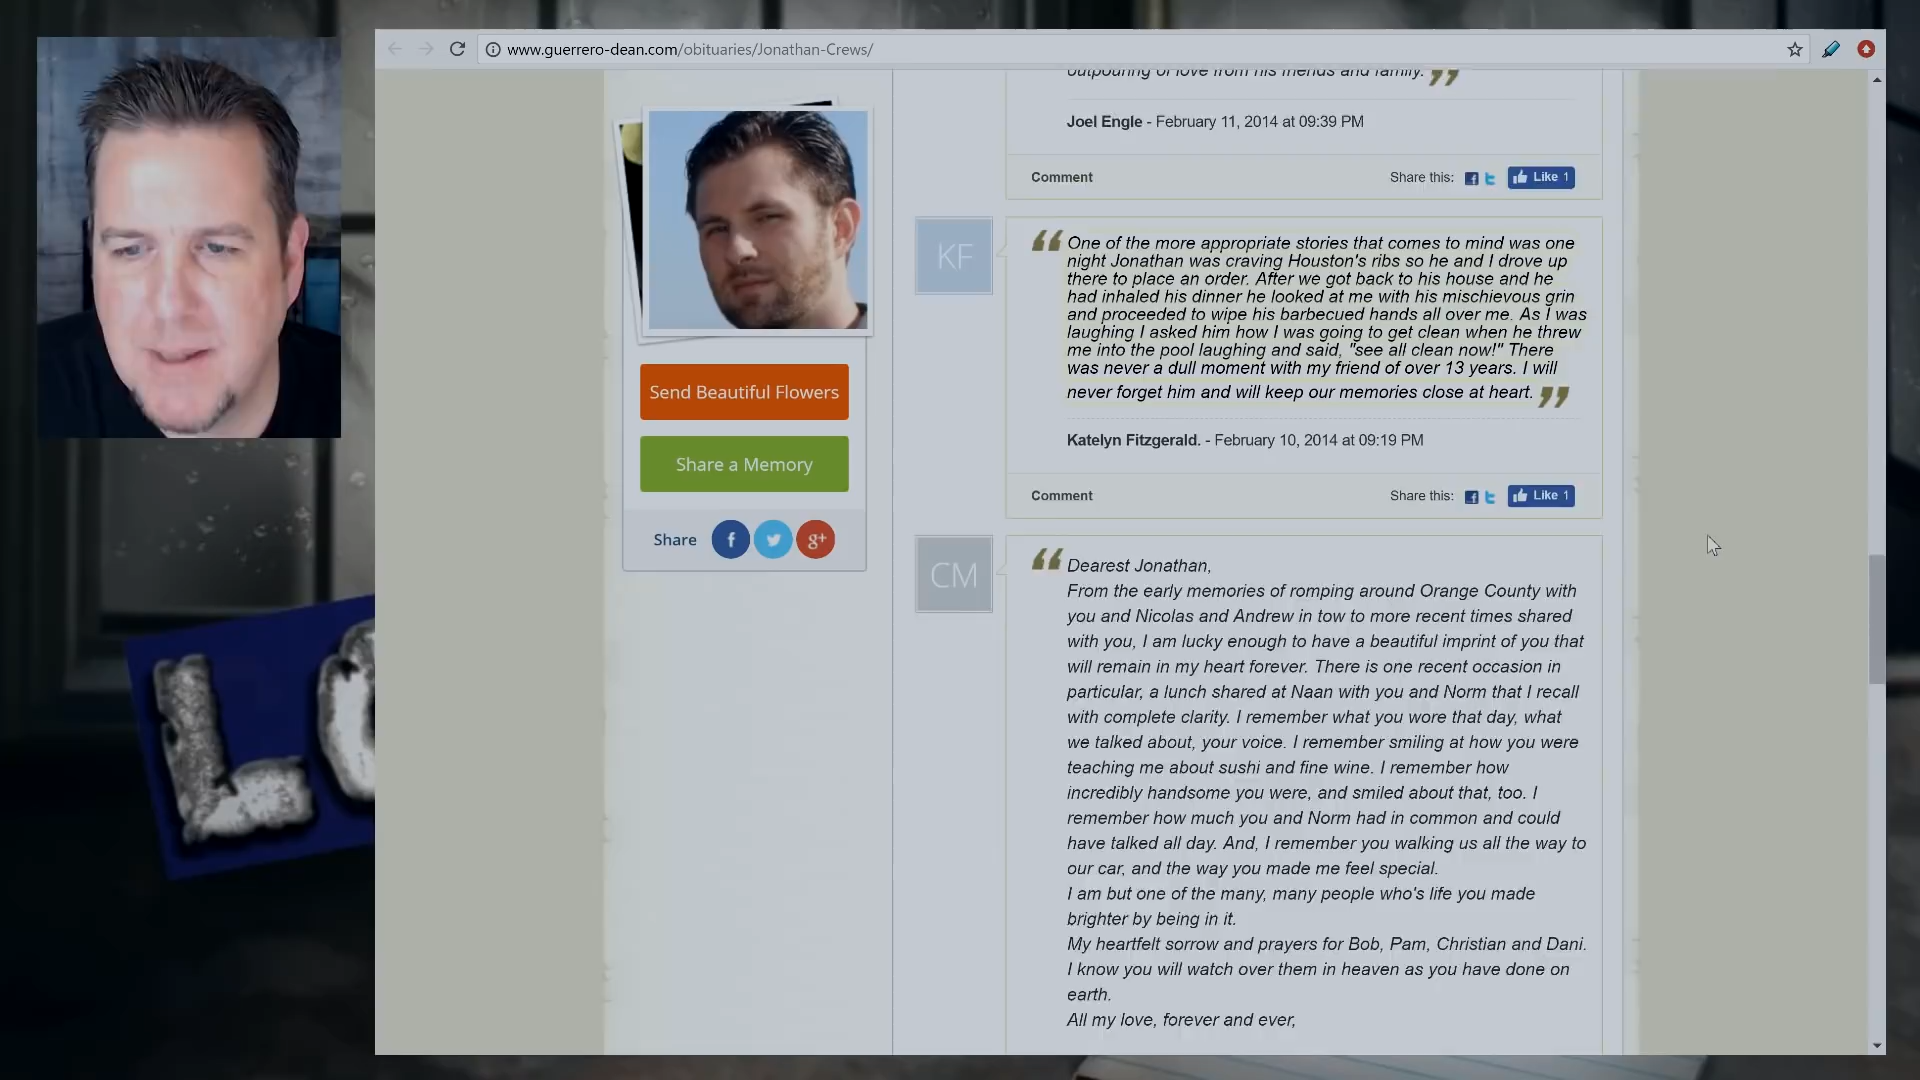 www.guerrero-dean.com/obituaries/Jonathan-Crews/
outpouring of love from his friends and family.
Joel Engle - February 11, 2014 at 09:39 PM
Comment
Share this:
Like 1
Send Beautiful Flowers
Share a Memory
Share
KF
One of the more appropriate stories that comes to mind was one
night Jonathan was craving Houston's ribs so he and I drove up
there to place an order. After we got back to his house and he
had inhaled his dinner he looked at me with his mischievous grin
and proceeded to wipe his barbecued hands all over me. As I was
laughing I asked him how I was going to get clean when he threw
me into the pool laughing and said, "see all clean now!" There
was never a dull moment with my friend of over 13 years. I will
never forget him and will keep our memories close at heart.
Katelyn Fitzgerald. - February 10, 2014 at 09:19 PM
Comment
Share this:
Like 1
CM
Dearest Jonathan,
From the early memories of romping around Orange County with
you and Nicolas and Andrew in tow to more recent times shared
with you, I am lucky enough to have a beautiful imprint of you that
will remain in my heart forever. There is one recent occasion in
particular, a lunch shared at Naan with you and Norm that I recall
with complete clarity. I remember what you wore that day, what
we talked about, your voice. I remember smiling at how you were
teaching me about sushi and fine wine. I remember how
incredibly handsome you were, and smiled about that, too. I
remember how much you and Norm had in common and could
have talked all day. And, I remember you walking us all the way to
our car, and the way you made me feel special.
I am but one of the many, many people who's life you made
brighter by being in it.
My heartfelt sorrow and prayers for Bob, Pam, Christian and Dani.
I know you will watch over them in heaven as you have done on
earth.
All my love, forever and ever,